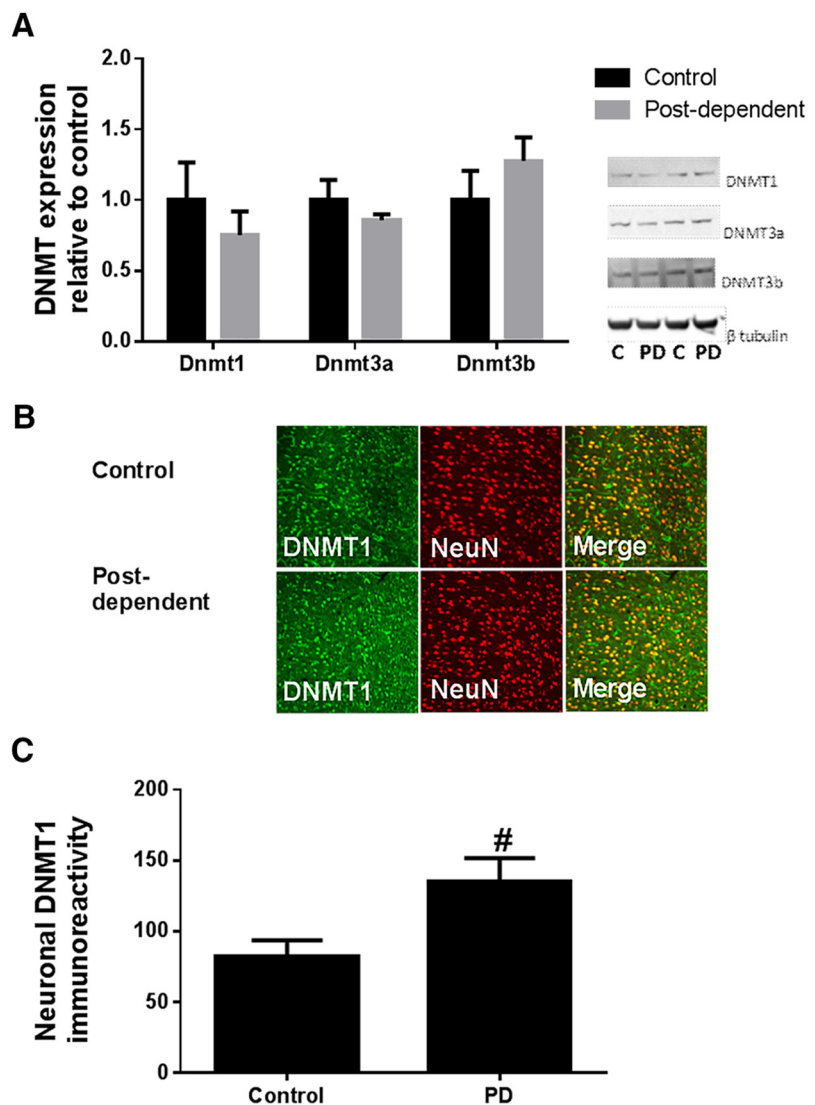 A
DNMT expression
relative to control
2.0
1.5
1.0
0.5
0.0
Dnmt1
Dnmt3a
Dnmt3b
Control
Post-dependent
DNMT1
DNMT3a
DNMT3b
β tubulin
C PD C PD
B
Control
DNMT1
NeuN
Merge
Post-
dependent
DNMT1
NeuN
Merge
C
Neuronal DNMT1
immunoreactivity
200
150
100
50
0
#
Control
PD